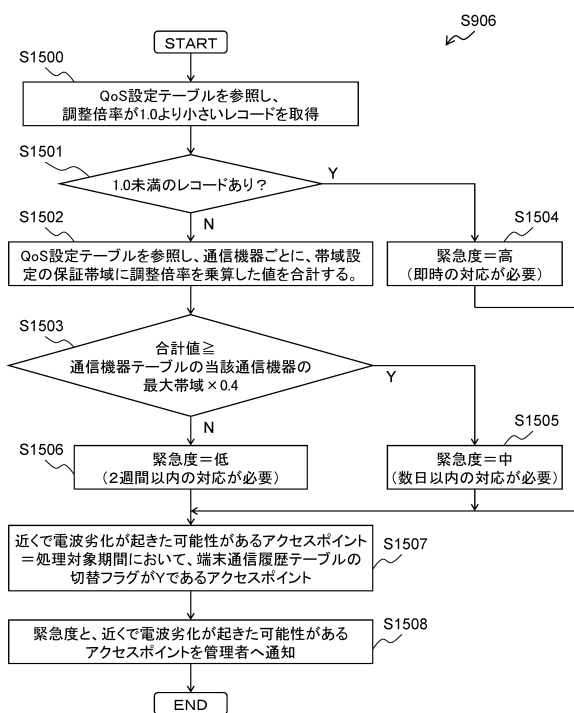 S906
START
S1500
QoS設定テーブルを参照し、
調整倍率が1.0より小さいレコードを取得
S1501
1.0未満のレコードあり？
Y
N
S1502
QoS設定テーブルを参照し、通信機器ごとに、帯域設
定の保証帯域に調整倍率を乗算した値を合計する。
S1504
緊急度＝高
(即時の対応が必要)
S1503
合計値≧
通信機器テーブルの当該通信機器の
最大帯域×0.4
Y
N
S1506
緊急度＝低
(２週間以内の対応が必要)
S1505
緊急度＝中
(数日以内の対応が必要)
近くで電波劣化が起きた可能性があるアクセスポイント
＝処理対象期間において、端末通信履歴テーブルの
切替フラグがYであるアクセスポイント
S1507
緊急度と、近くで電波劣化が起きた可能性がある
アクセスポイントを管理者へ通知
S1508
END